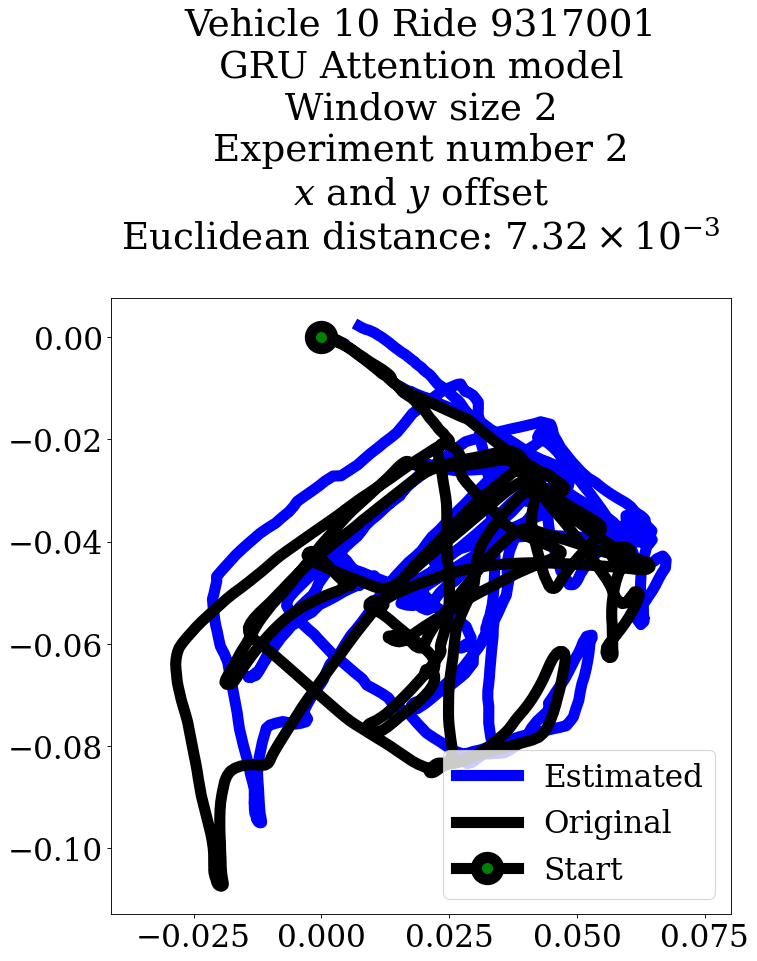 Vehicle 10 Ride 9317001
GRU Attention model
Window size 2
Experiment number 2
x and y offset
Euclidean distance: 7.32 × 10⁻³
0.00
−0.02
−0.04
−0.06
−0.08
−0.10
Estimated
Original
Start
−0.025 0.000 0.025 0.050 0.075